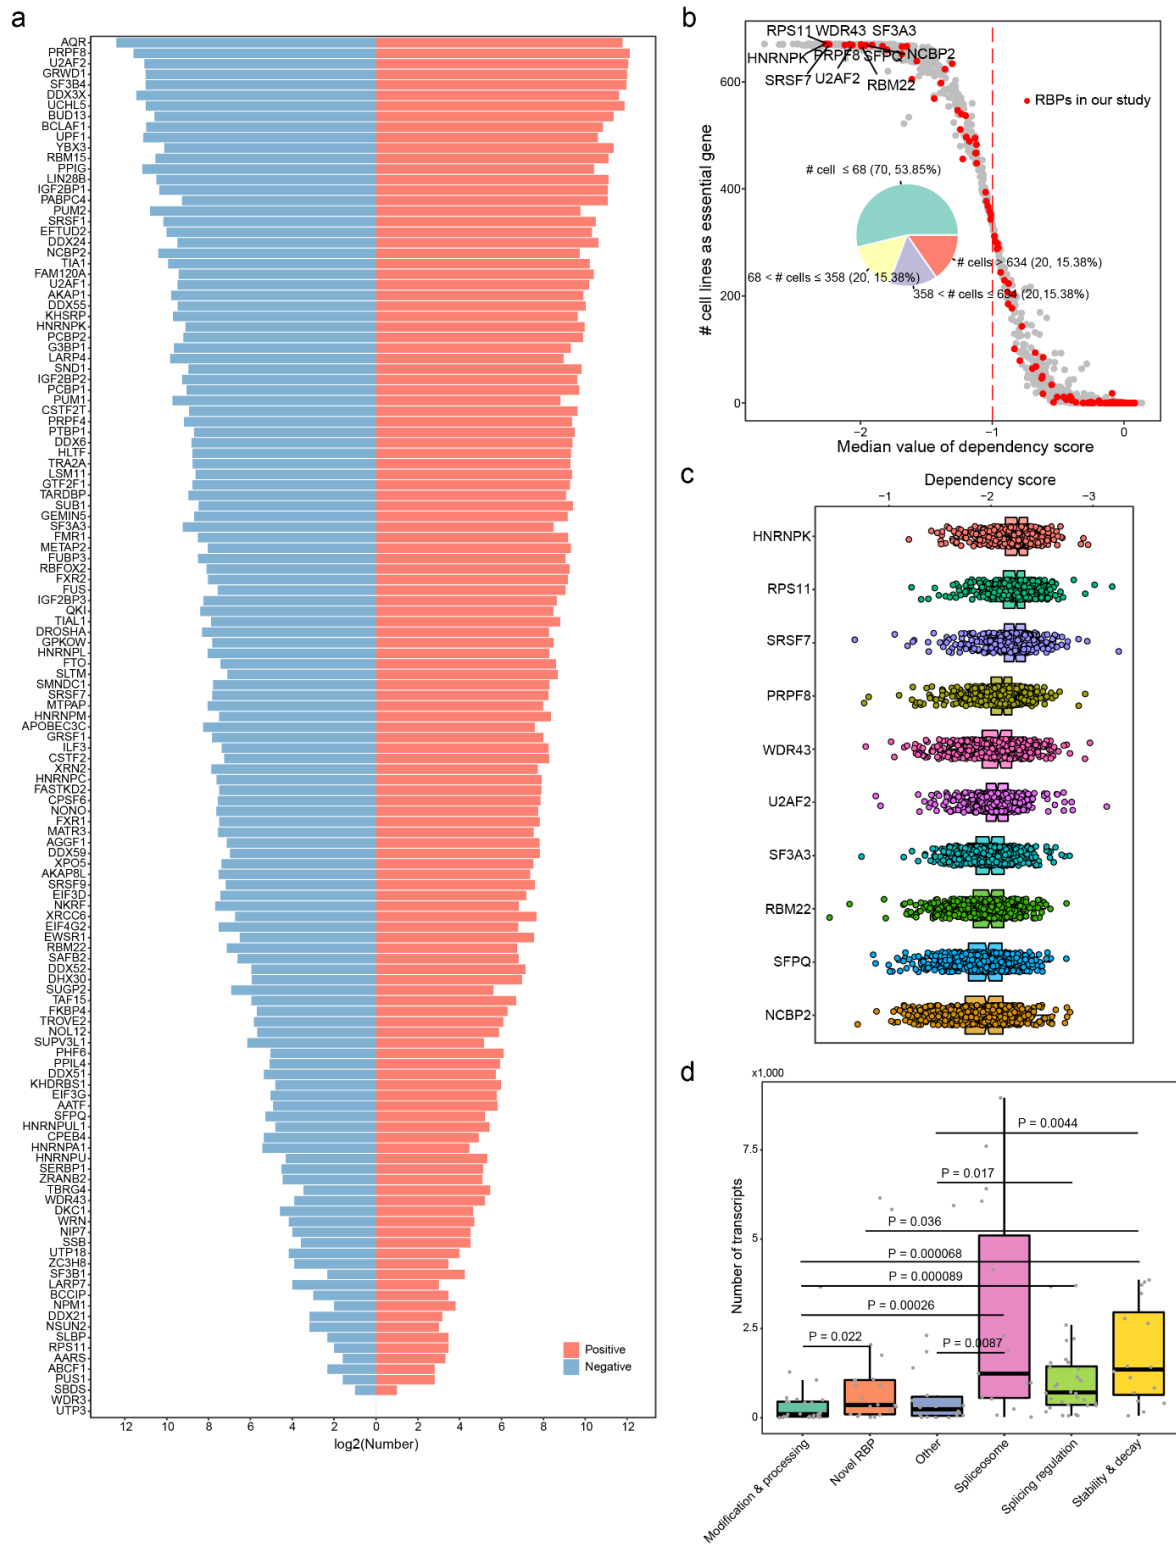 a
AQR
PRPF8
U2AF2
GRWD1
SF3B4
DDX3X
UCHL5
BUD13
BCLAF1
UPF1
YBX3
RBM15
PPIG
LIN28B
IGF2BP1
PABPC4
PUM2
SRSF1
EFTUD2
DDX24
NCBP2
TIA1
FAM120A
U2AF1
AKAP1
DDX55
KHSRP
HNRNPK
PCBP2
G3BP1
LARP4
SND1
IGF2BP2
PCBP1
PUM1
CSTF2T
PRPF4
PTBP1
DDX6
HLTF
TRA2A
LSM11
GTF2F1
TARDBP
SUB1
GEMIN5
SF3A3
FMR1
METAP2
FUBP3
RBFOX2
FXR2
FUS
IGF2BP3
QKI
TIAL1
DROSHA
GPKOW
HNRNPL
FTO
SLTM
SMNDC1
SRSF7
MTPAP
HNRNPM
APOBEC3C
GRSF1
ILF3
CSTF2
XRN2
HNRNPC
FASTKD2
CPSF6
NONO
FXR1
MATR3
AGGF1
DDX59
XPO5
AKAP8L
SRSF9
EIF3D
NKRF
XRCC6
EIF4G2
EWSR1
RBM22
SAFB2
DDX52
DHX30
SUGP2
TAF15
FKBP4
TROVE2
NOL12
SUPV3L1
PHF6
PPIL4
DDX51
KHDRBS1
EIF3G
AATF
SFPQ
HNRNPUL1
CPEB4
HNRNPA1
HNRNPU
SERBP1
ZRANB2
TBRG4
WDR43
DKC1
WRN
NIP7
SSB
UTP18
ZC3H8
SF3B1
LARP7
BCCIP
NPM1
DDX21
NSUN2
SLBP
RPS11
AARS
ABCF1
PUS1
SBDS
WDR3
UTP3
Positive
Negative
12 10 8 6 4 2 0 2 4 6 8 10 12
log2(Number)
b
RPS11 WDR43 SF3A3
HNRNPK PRPF8 SFPQ NCBP2
SRSF7 U2AF2 RBM22
RBPs in our study
# cell lines as essential gene
600
400
200
0
# cell ≤ 68 (70, 53.85%)
# cells > 634 (20, 15.38%)
68 < # cells ≤ 358 (20, 15.38%)
358 < # cells ≤ 634 (20,15.38%)
−2 −1 0
Median value of dependency score
c
Dependency score
−1 −2 −3
HNRNPK
RPS11
SRSF7
PRPF8
WDR43
U2AF2
SF3A3
RBM22
SFPQ
NCBP2
d
x1,000
Number of transcripts
7.5
5
2.5
0
P = 0.0044
P = 0.017
P = 0.036
P = 0.000068
P = 0.000089
P = 0.00026
P = 0.022
P = 0.0087
Modification & processing
Novel RBP
Other
Spliceosome
Splicing regulation
Stability & decay